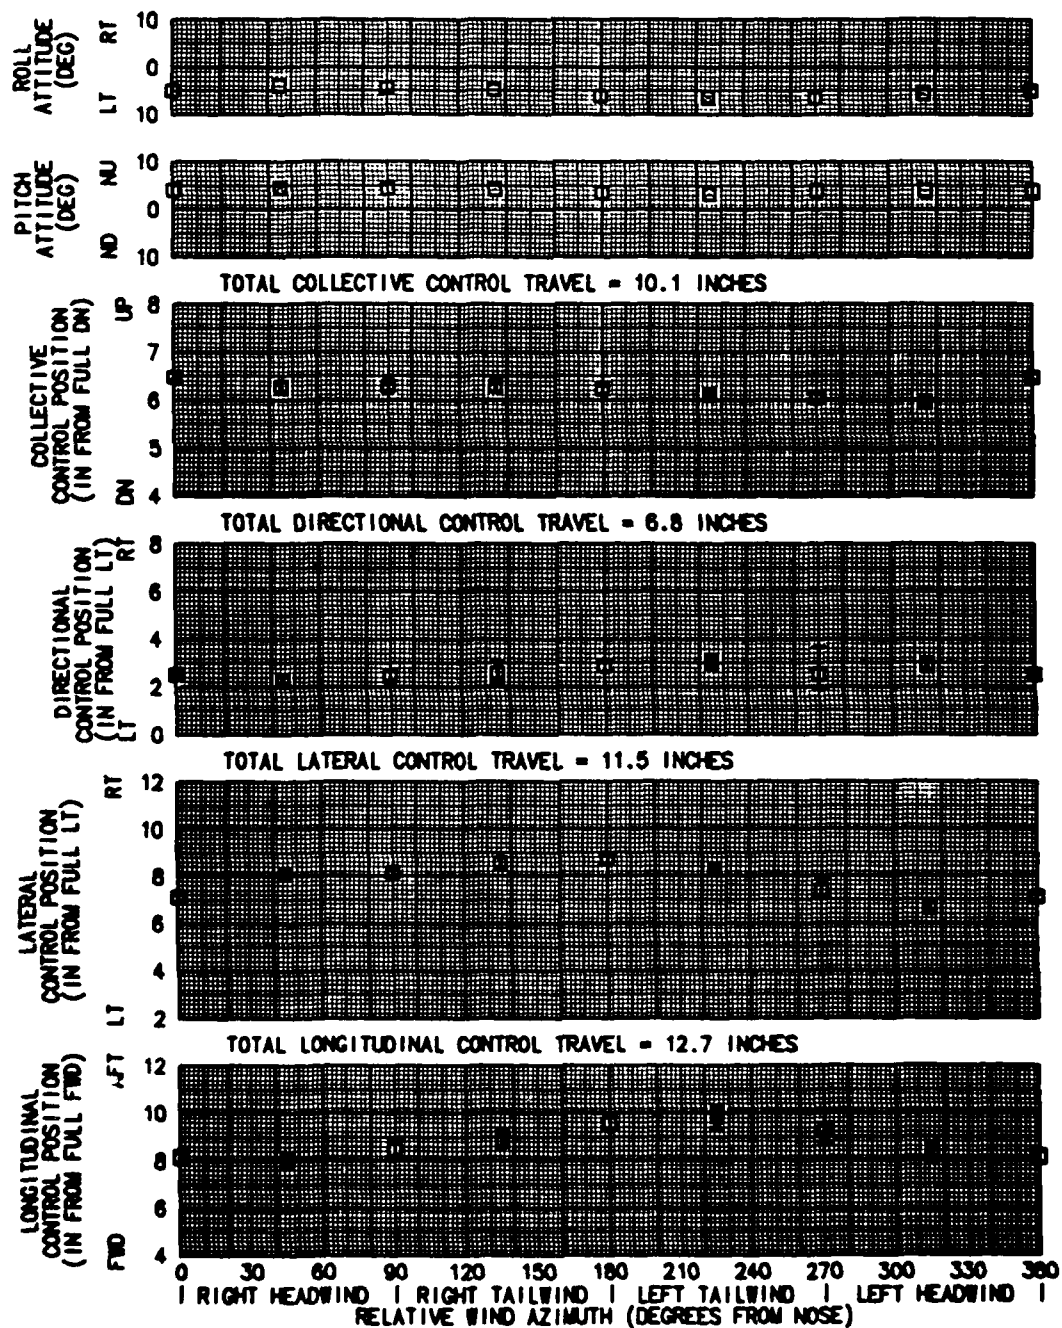 ROLL
ATTITUDE
(DEG)
LT RT
10
0
10
PITCH
ATTITUDE
(DEG)
ND NU
10
0
10
TOTAL COLLECTIVE CONTROL TRAVEL = 10.1 INCHES
COLLECTIVE
CONTROL POSITION
(IN FROM FULL DN)
DN UP
8
7
6
5
4
TOTAL DIRECTIONAL CONTROL TRAVEL = 6.8 INCHES
DIRECTIONAL
CONTROL POSITION
(IN FROM FULL LT)
LT RT
8
6
4
2
0
TOTAL LATERAL CONTROL TRAVEL = 11.5 INCHES
LATERAL
CONTROL POSITION
(IN FROM FULL LT)
LT RT
12
10
8
6
4
2
TOTAL LONGITUDINAL CONTROL TRAVEL = 12.7 INCHES
LONGITUDINAL
CONTROL POSITION
(IN FROM FULL FWD)
FWD AFT
12
10
8
6
4
0 30 60 90 120 150 180 210 240 270 300 330 360
| RIGHT HEADWIND | RIGHT TAILWIND | LEFT TAILWIND | LEFT HEADWIND |
RELATIVE WIND AZIMUTH (DEGREES FROM NOSE)